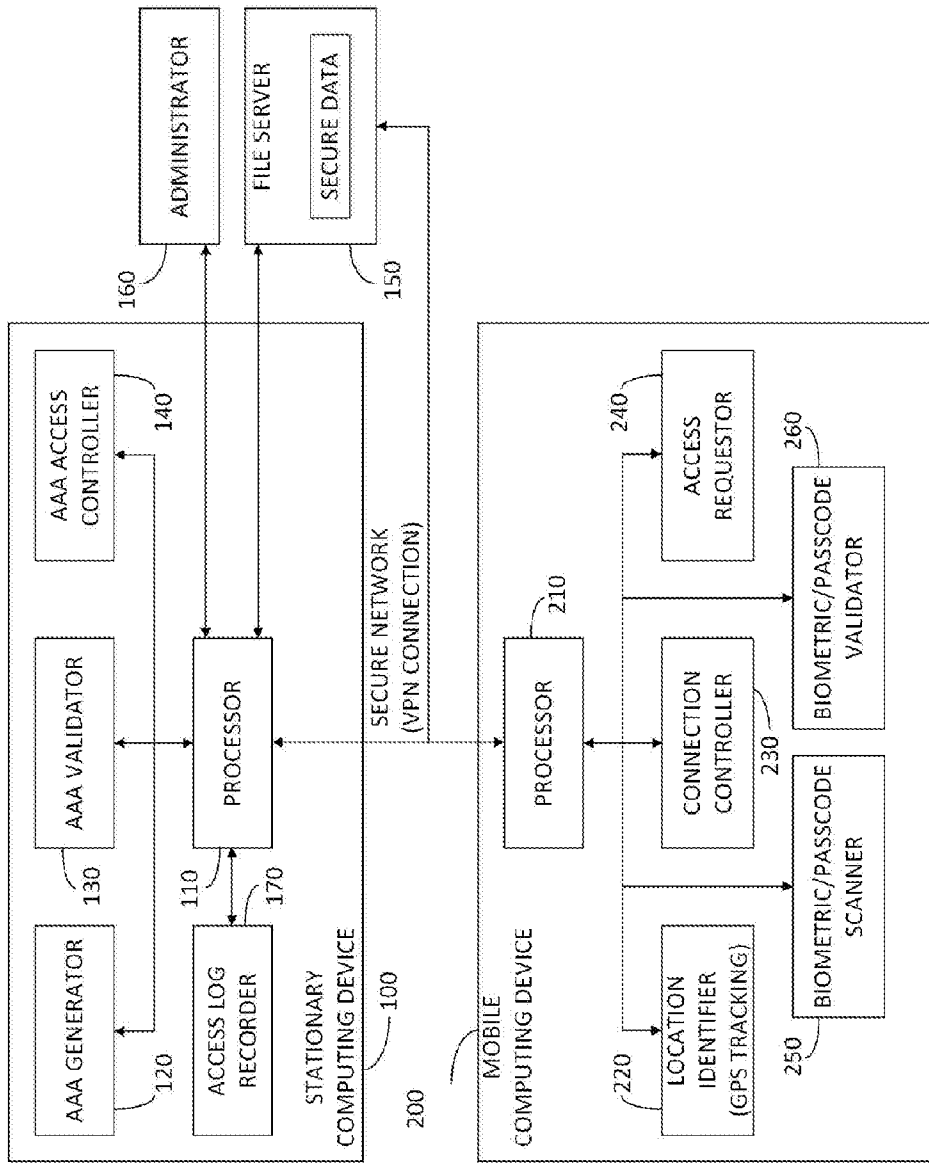 AAA GENERATOR
120
AAA VALIDATOR
130
AAA ACCESS
CONTROLLER
140
ACCESS LOG
RECORDER
170
PROCESSOR
110
STATIONARY
COMPUTING DEVICE
100
ADMINISTRATOR
160
FILE SERVER
SECURE DATA
150
SECURE NETWORK
(VPN CONNECTION)
200
MOBILE
COMPUTING DEVICE
PROCESSOR
210
LOCATION
IDENTIFIER
(GPS TRACKING)
220
CONNECTION
CONTROLLER
230
ACCESS
REQUESTOR
240
BIOMETRIC/PASSCODE
SCANNER
250
BIOMETRIC/PASSCODE
VALIDATOR
260